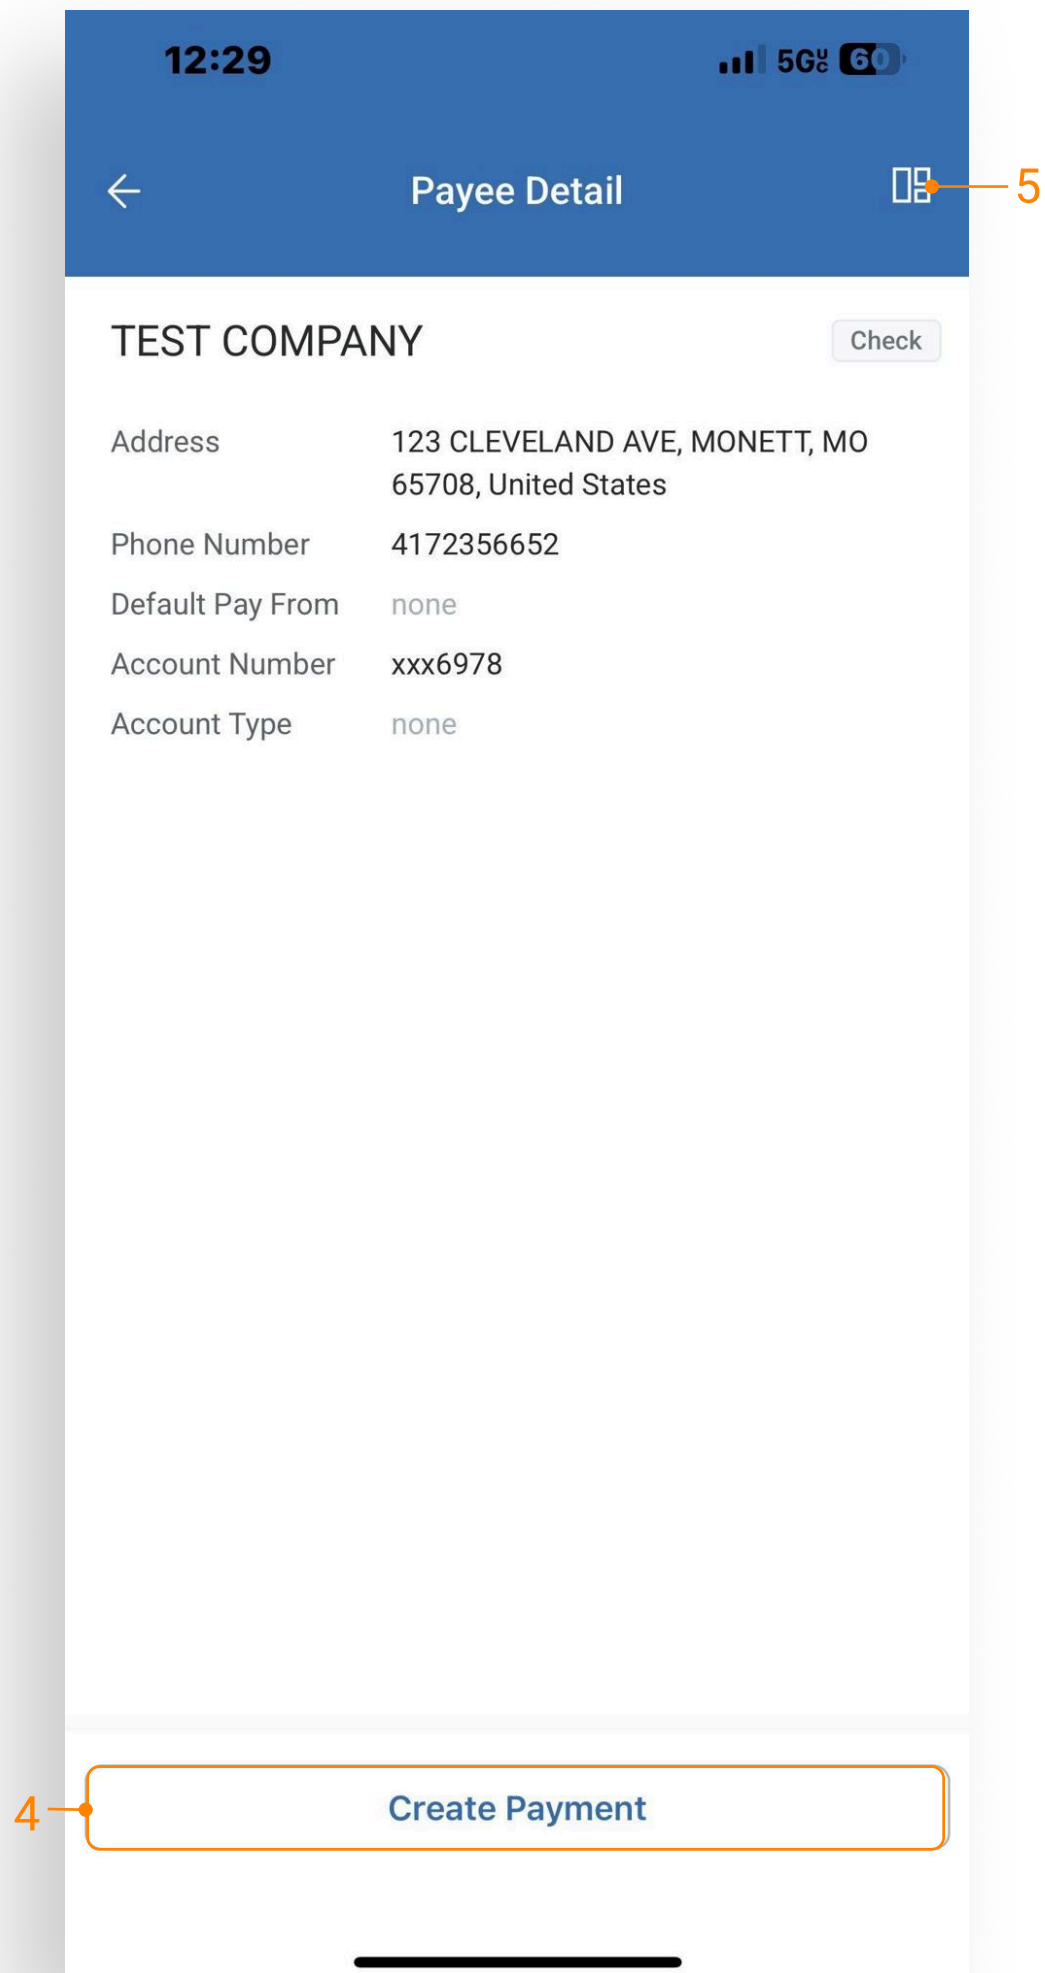 12:29 5GUC 60
Payee Detail
5
TEST COMPANY Check
Address 123 CLEVELAND AVE, MONETT, MO
65708, United States
Phone Number 4172356652
Default Pay From none
Account Number xxx6978
Account Type none
4 Create Payment